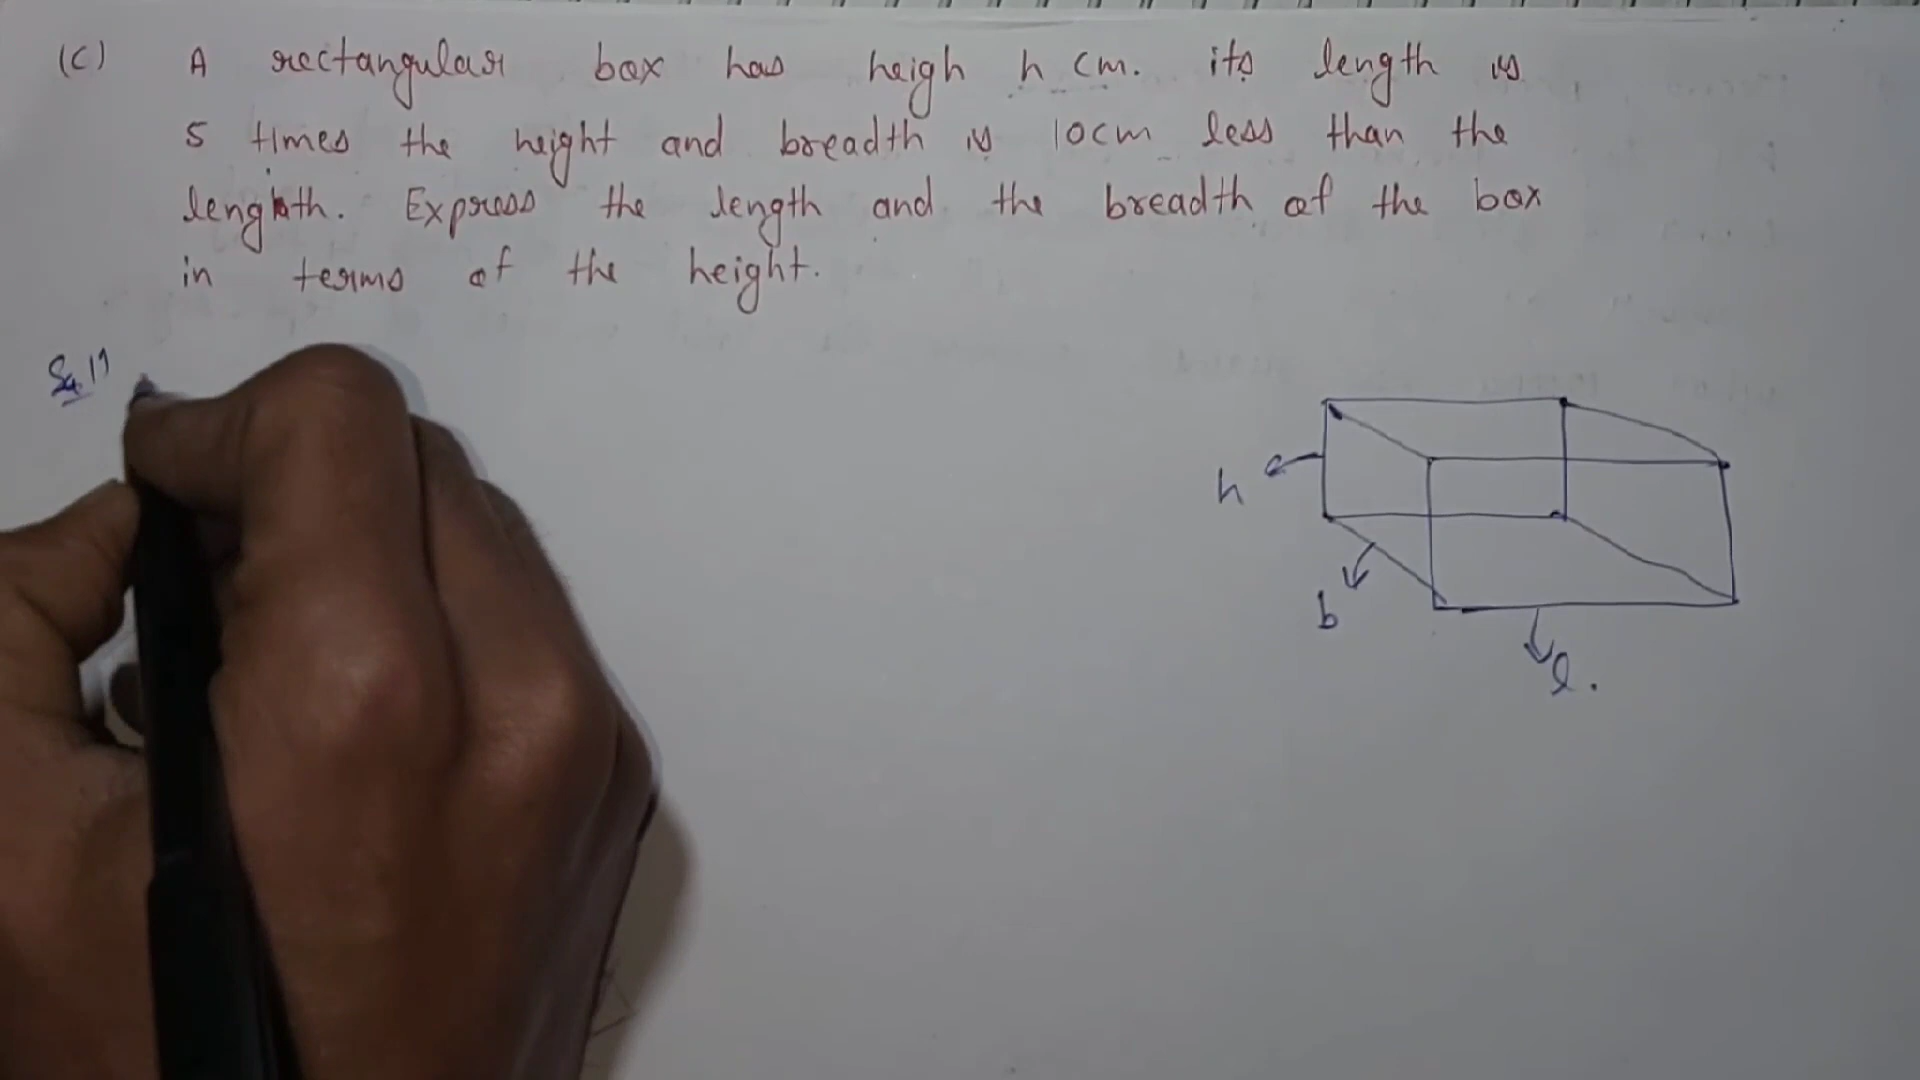 (C) A rectangular box has heigh h cm. its length is
5 times the height and breadth is 10cm less than the
length. Express the length and the breadth of the box
in terms of the height.
Sol
h
b
l.